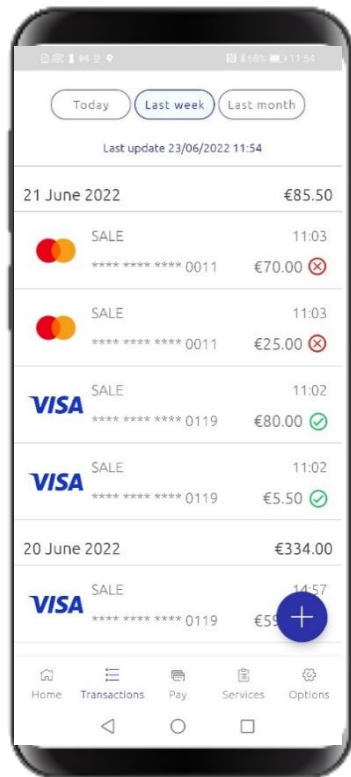 68% 11:54
Today Last week Last month
Last update 23/06/2022 11:54
21 June 2022 €85.50
SALE 11:03
**** **** **** 0011 €70.00
SALE 11:03
**** **** **** 0011 €25.00
VISA SALE 11:02
**** **** **** 0119 €80.00
VISA SALE 11:02
**** **** **** 0119 €5.50
20 June 2022 €334.00
VISA SALE 14:57
**** **** **** 0119
+
Home Transactions Pay Services Options